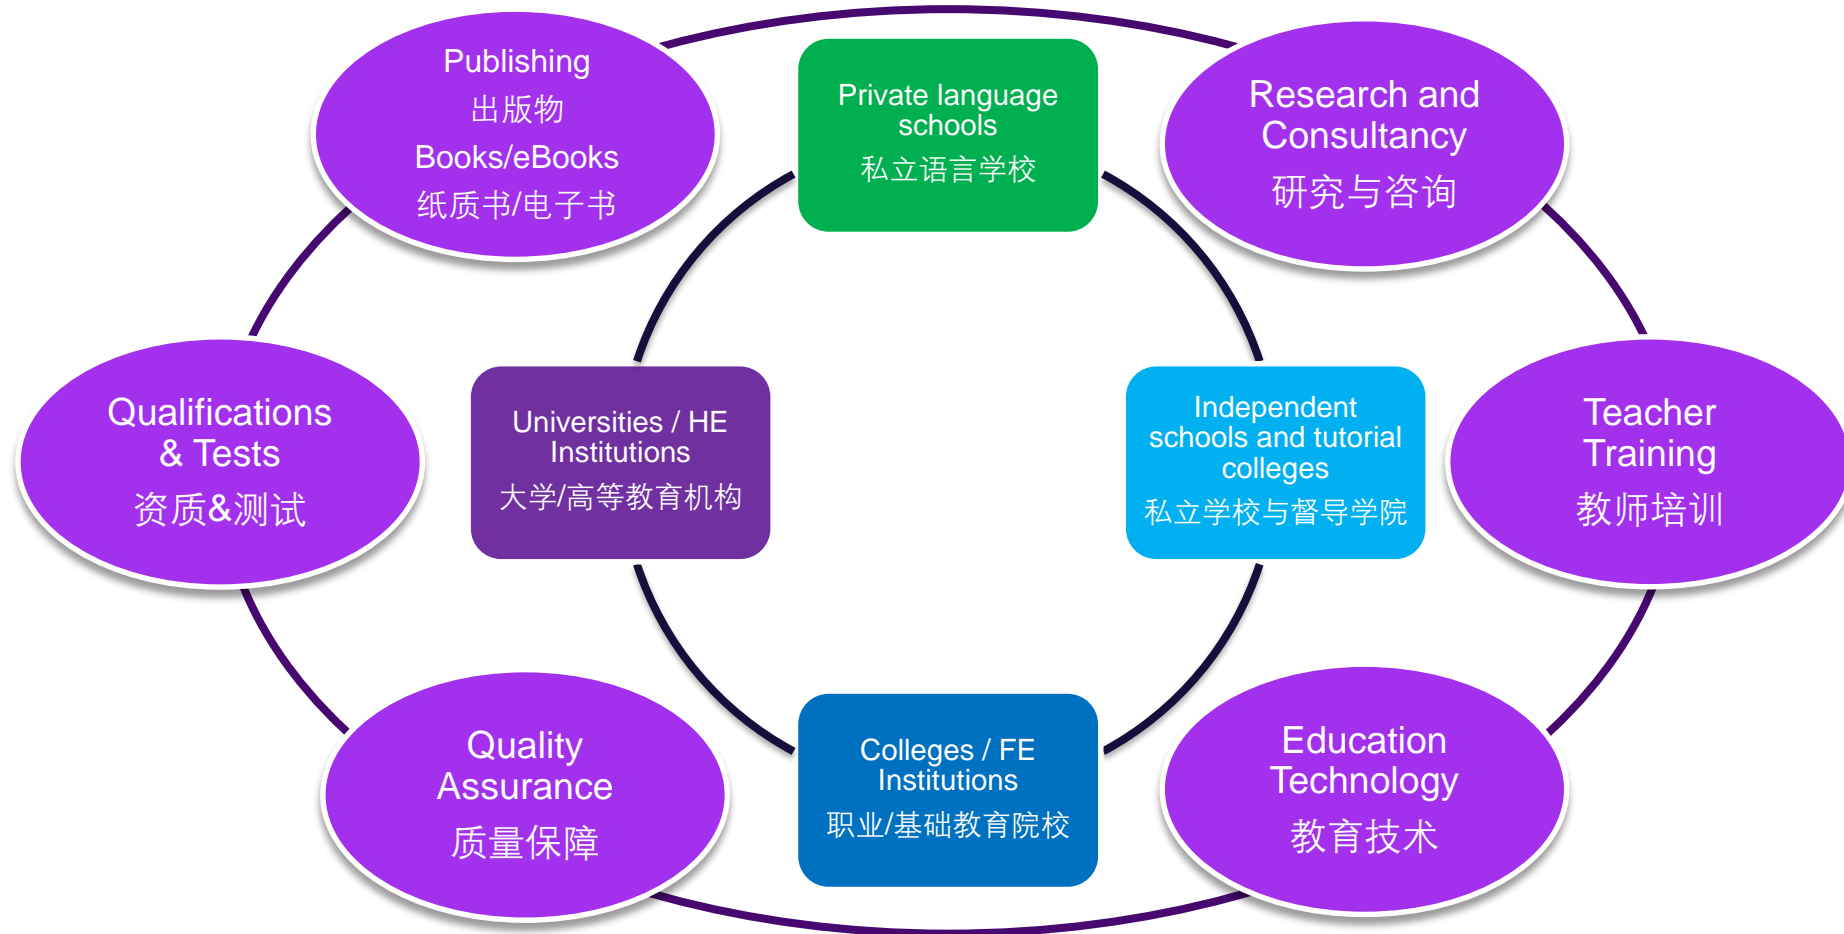 Publishing
出版物
Books/eBooks
纸质书/电子书
Private language
schools
私立语言学校
Research and
Consultancy
研究与咨询
Qualifications
& Tests
资质&测试
Universities / HE
Institutions
大学/高等教育机构
Independent
schools and tutorial
colleges
私立学校与督导学院
Teacher
Training
教师培训
Quality
Assurance
质量保障
Colleges / FE
Institutions
职业/基础教育院校
Education
Technology
教育技术